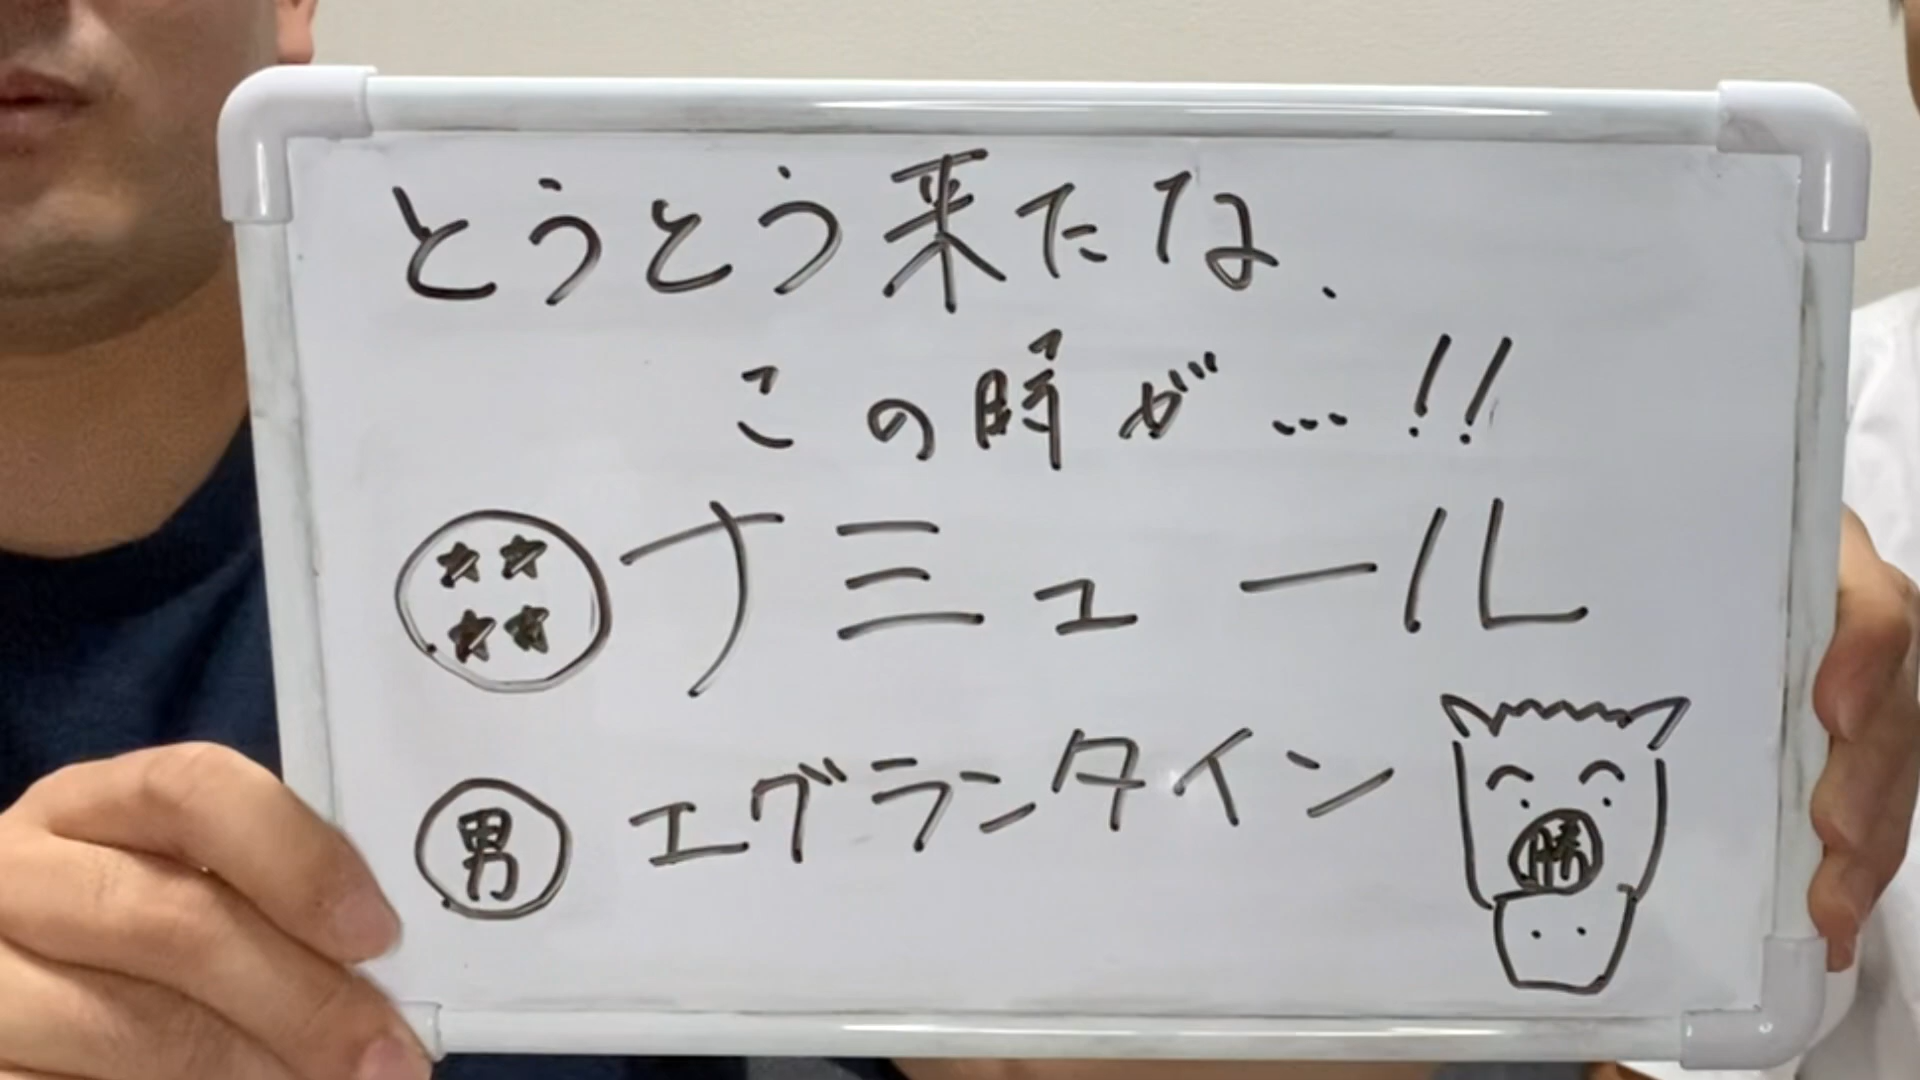 とうとう来たな、
この時が…!!
★★★★ ナミュール
男 エグランタイン
勝